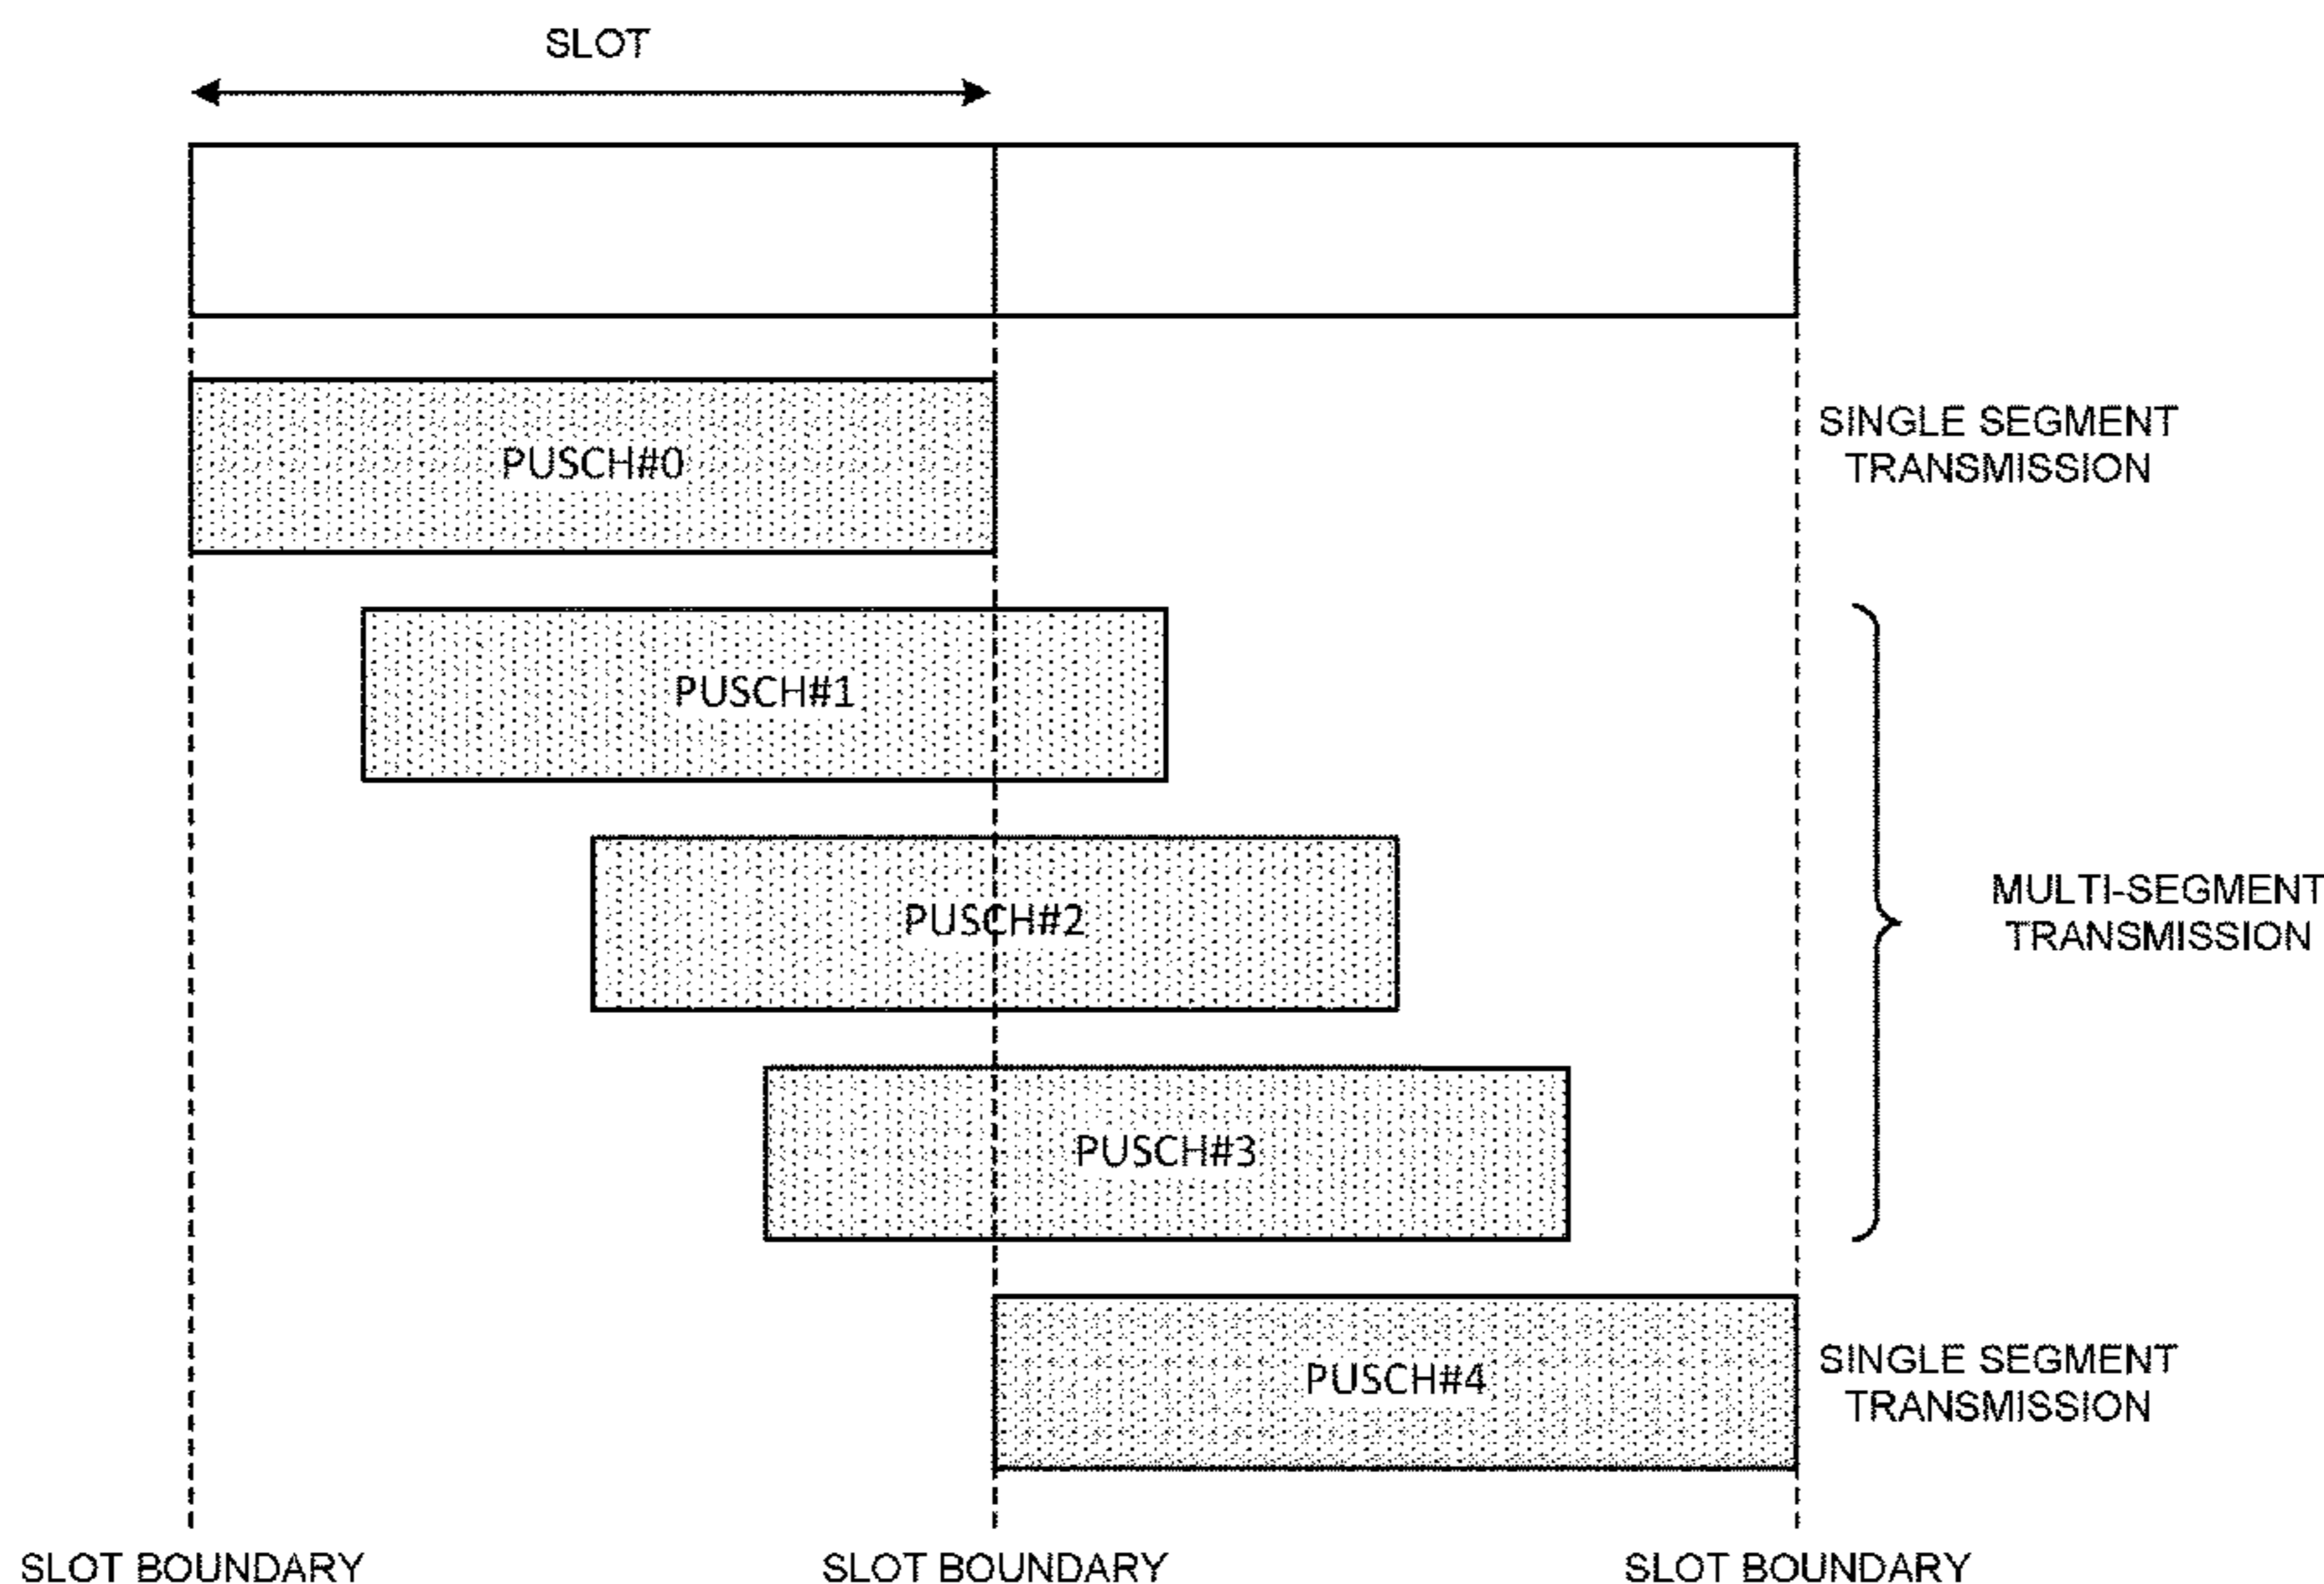 SLOT
PUSCH#0
SINGLE SEGMENT
TRANSMISSION
PUSCH#1
PUSCH#2
MULTI-SEGMENT
TRANSMISSION
PUSCH#3
PUSCH#4
SINGLE SEGMENT
TRANSMISSION
SLOT BOUNDARY
SLOT BOUNDARY
SLOT BOUNDARY